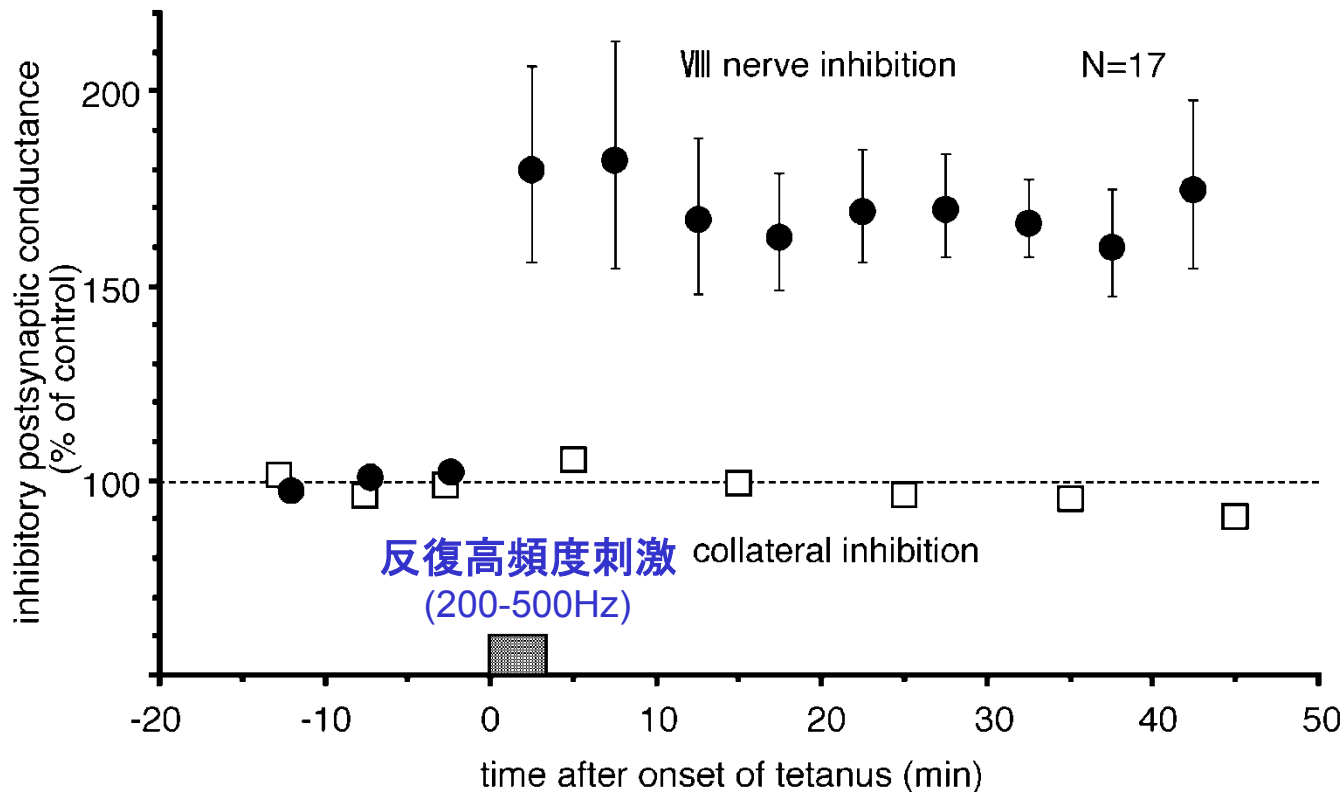 inhibitory postsynaptic conductance
(% of control)
200
150
100
Ⅷ nerve inhibition N=17
反復高頻度刺激 collateral inhibition
(200-500Hz)
-20 -10 0 10 20 30 40 50
time after onset of tetanus (min)